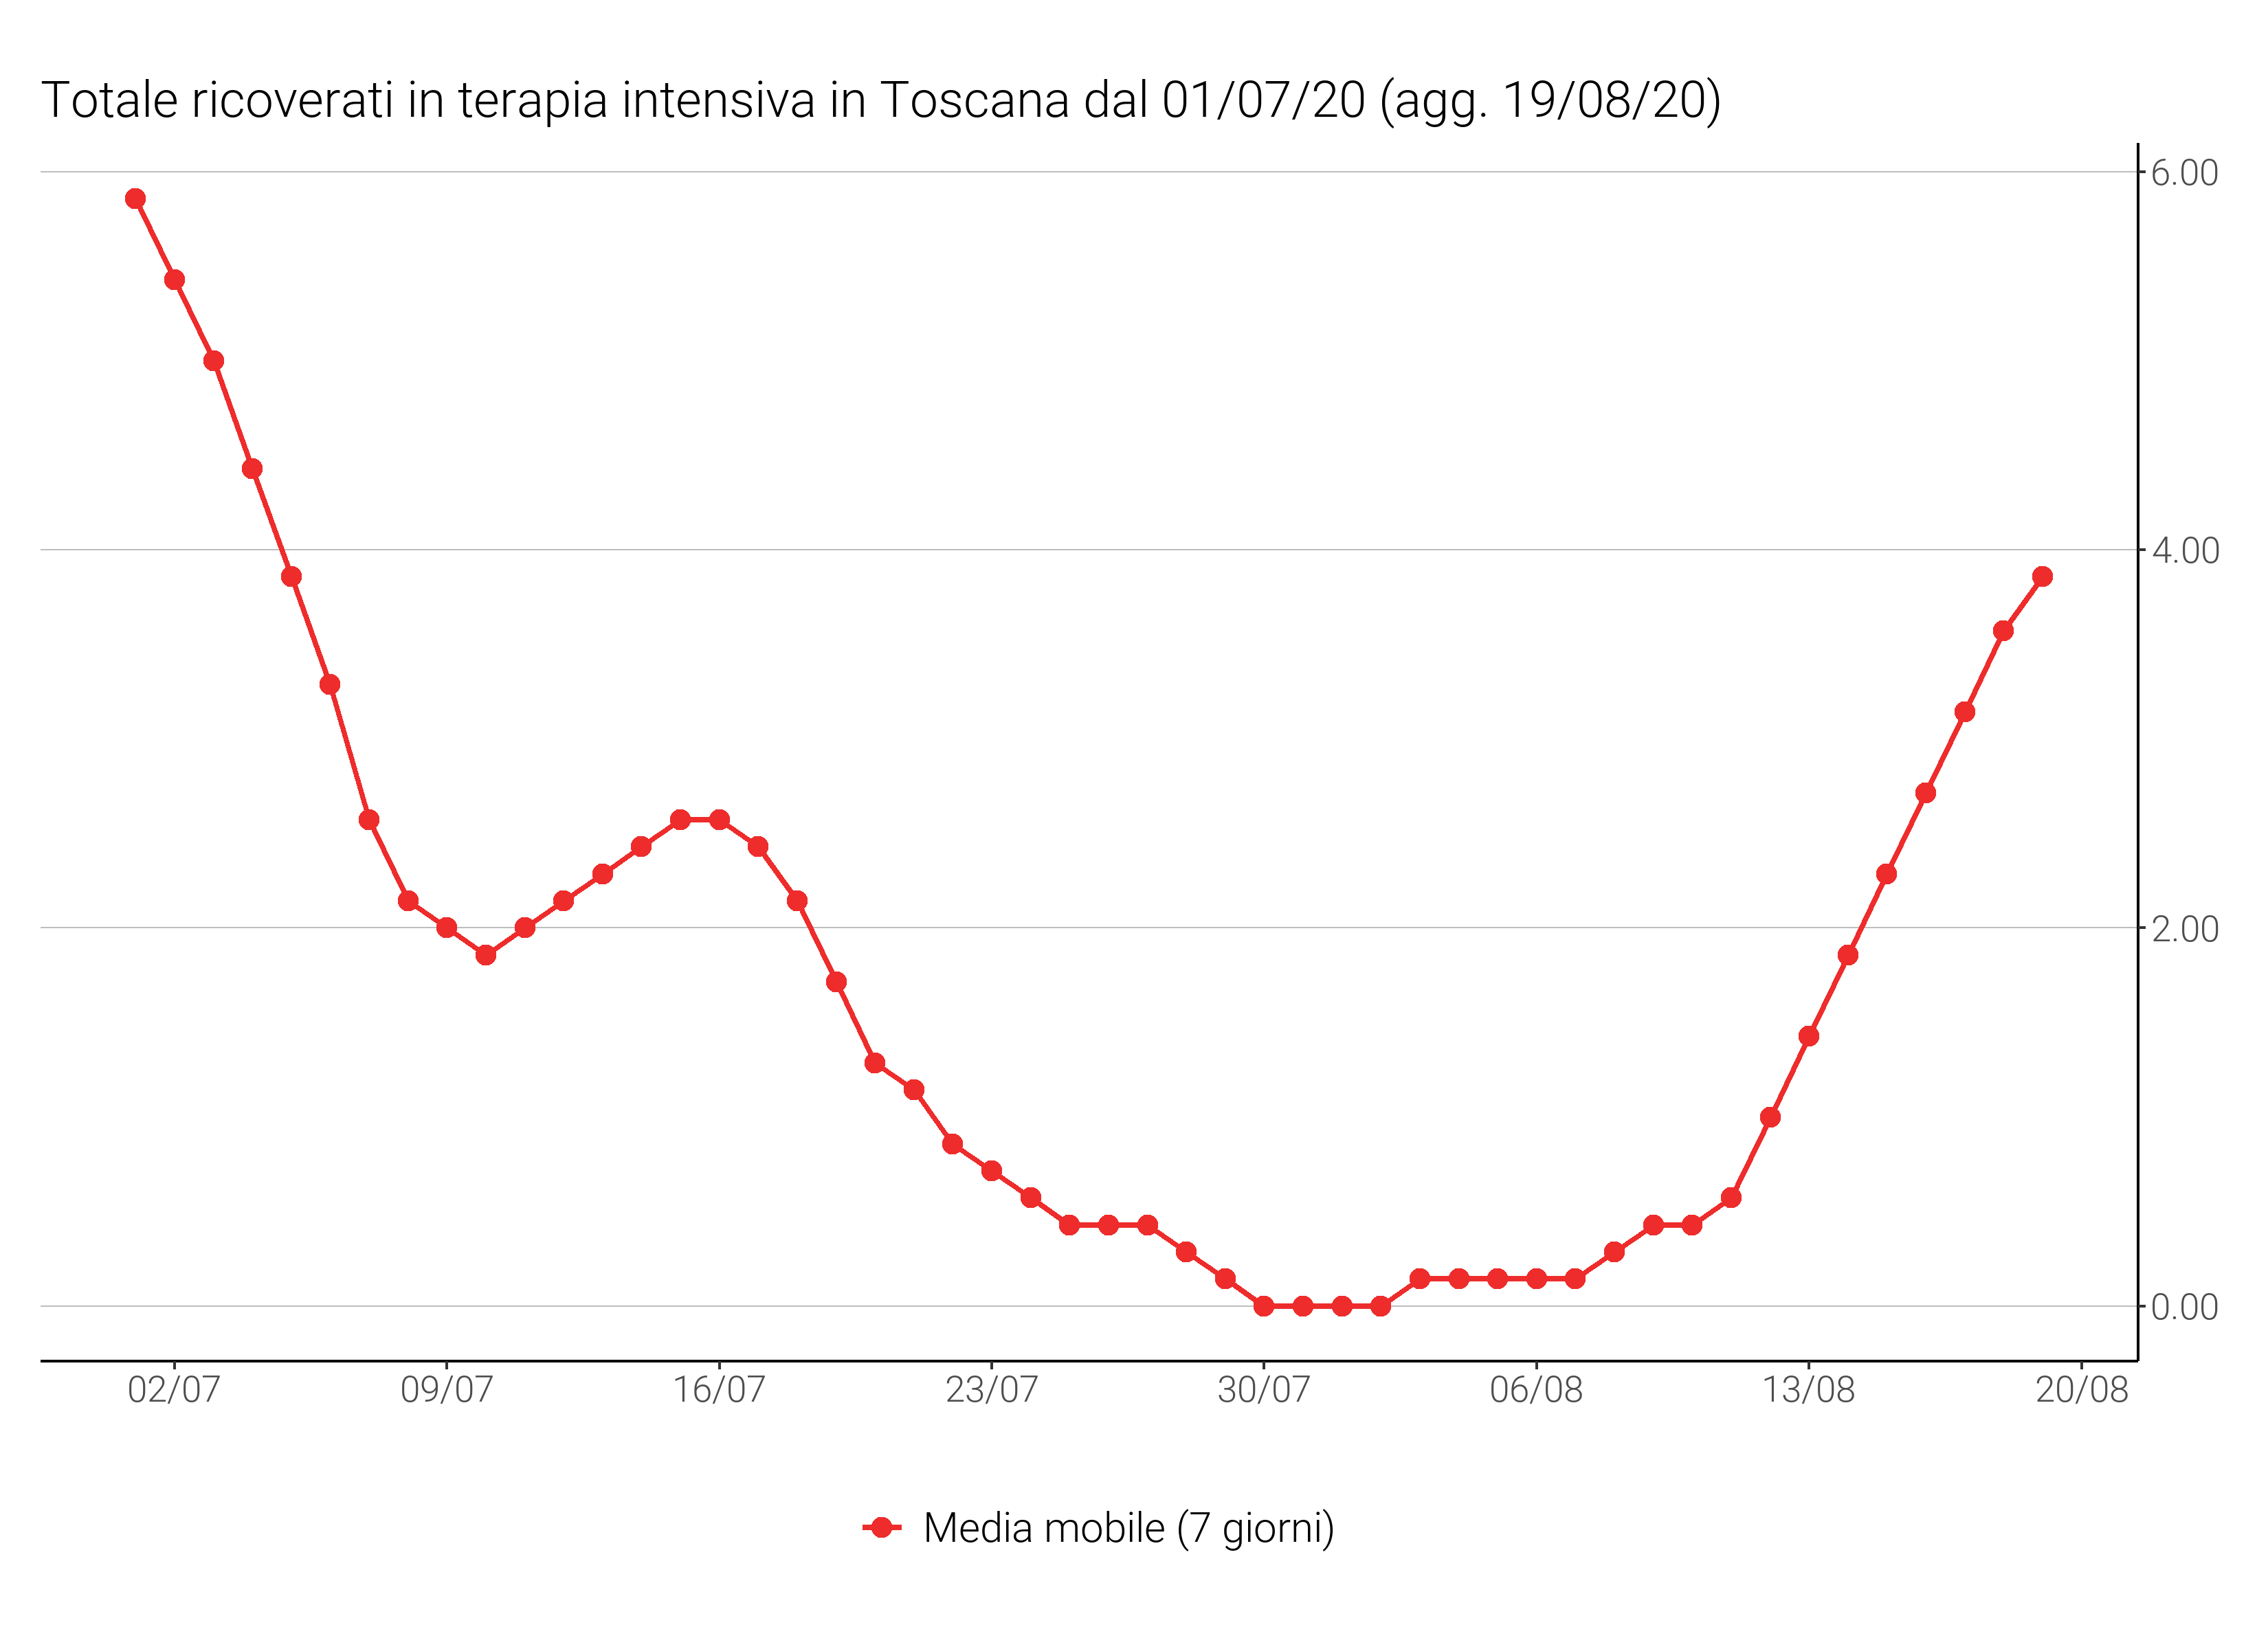 Totale ricoverati in terapia intensiva in Toscana dal 01/07/20 (agg. 19/08/20)
6.00
4.00
2.00
0.00
02/07 09/07 16/07 23/07 30/07 06/08 13/08 20/08
Media mobile (7 giorni)